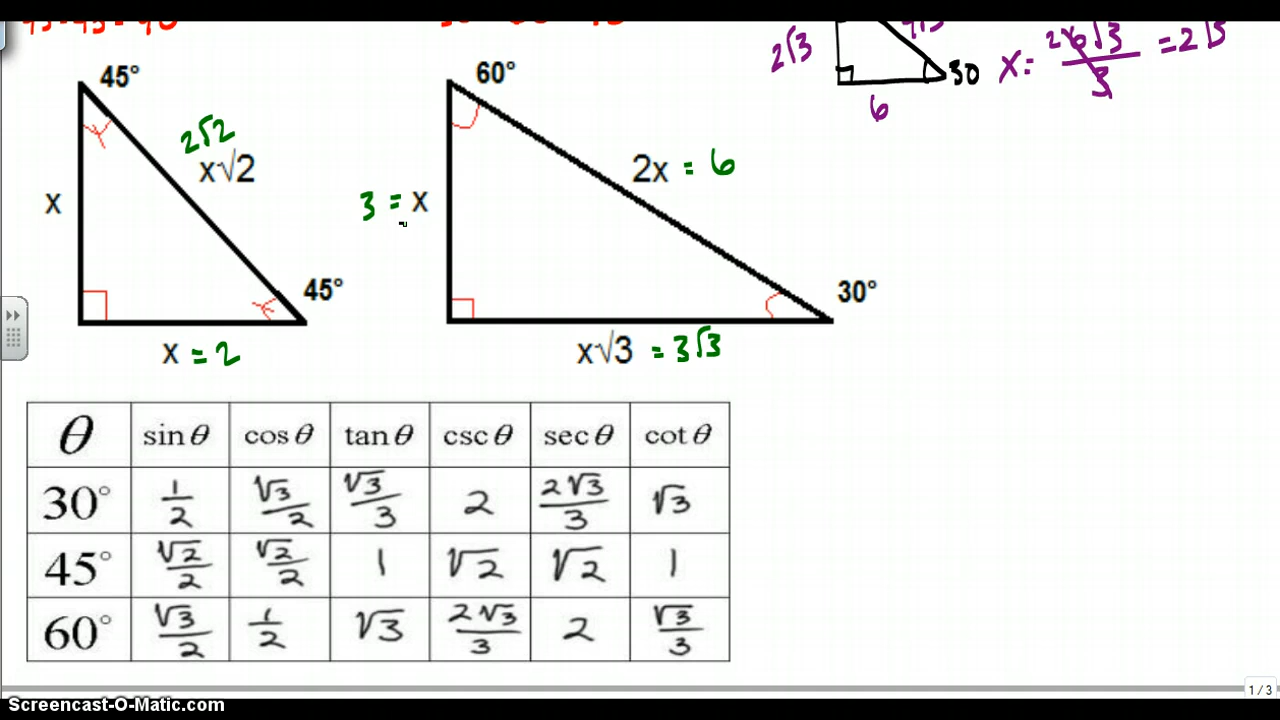 2√3
30
6
x = 2 6√3 / 3 = 2√3
45°
2√2
x√2
x
45°
x = 2
60°
2x = 6
3 = x
30°
x√3 = 3√3
θ sinθ cosθ tanθ cscθ secθ cotθ
30° 1/2 √3/2 √3/3 2 2√3/3 √3
45° √2/2 √2/2 1 √2 √2 1
60° √3/2 1/2 √3 2√3/3 2 √3/3
1 / 3
Screencast-O-Matic.com